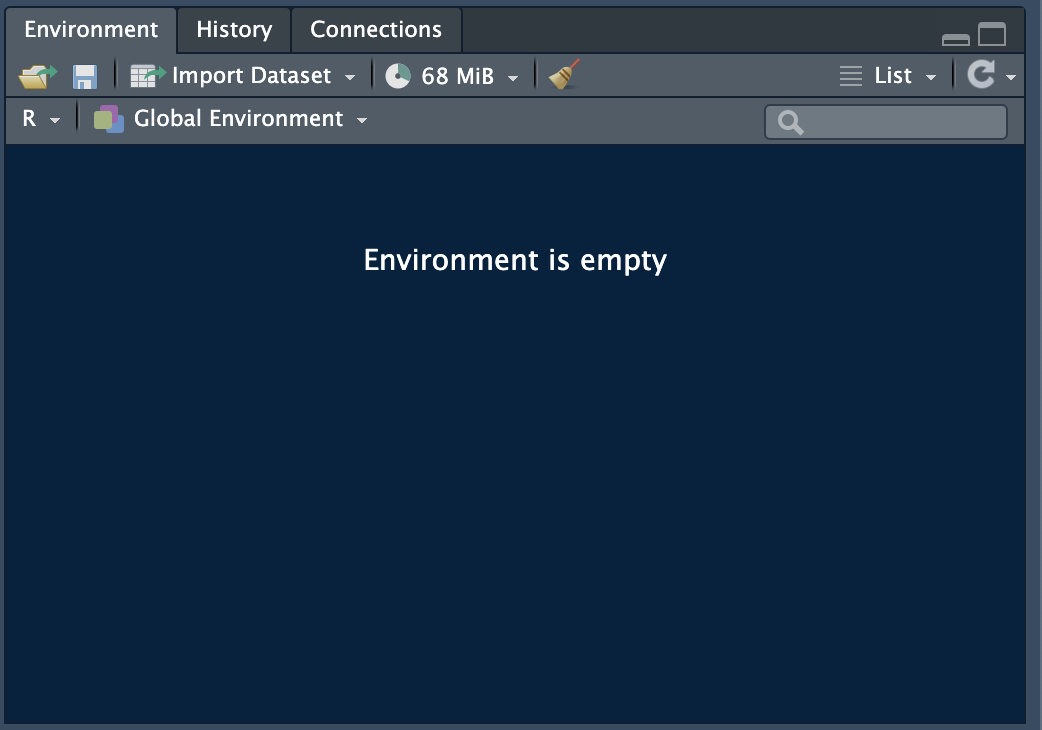 Environment History Connections
Import Dataset 68 MiB List
R Global Environment
Environment is empty